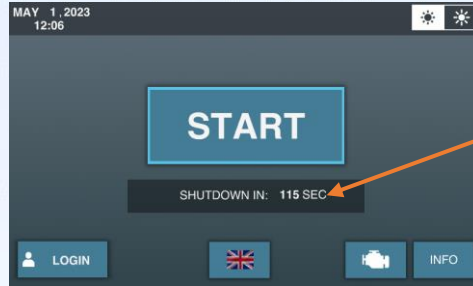 MAY 1,2023
12:06
START
SHUTDOWN IN: 115 SEC
LOGIN
INFO